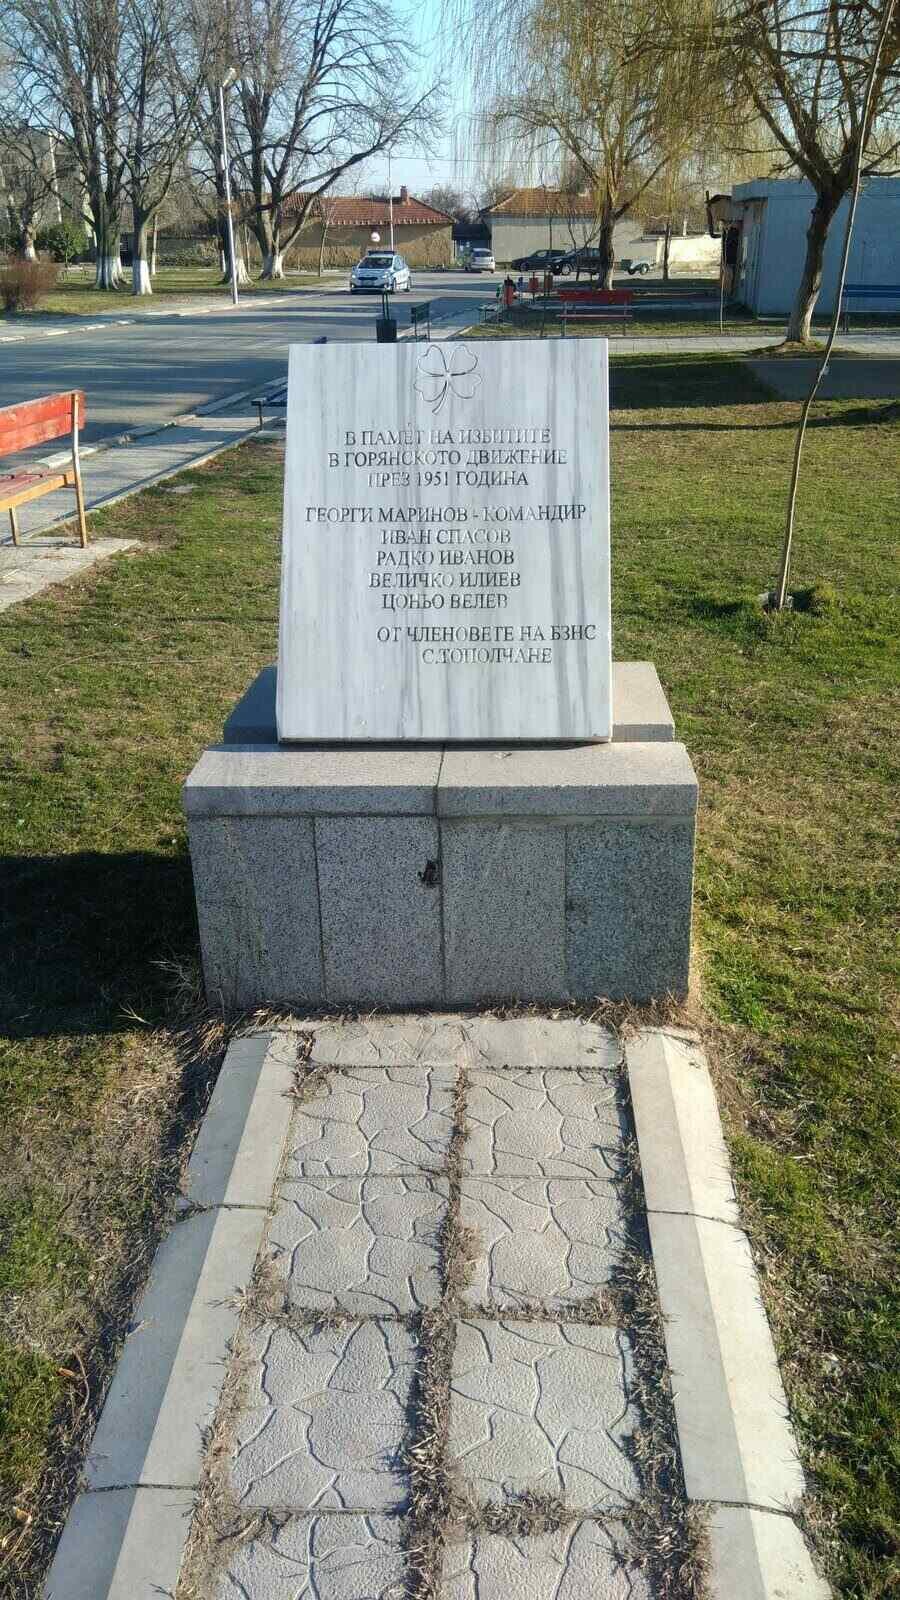 В ПАМЕТ НА ИЗБИТИТЕ
В ГОРЯНСКОТО ДВИЖЕНИЕ
ПРЕЗ 1951 ГОДИНА
ГЕОРГИ МАРИНОВ - КОМАНДИР
ИВАН СПАСОВ
РАДКО ИВАНОВ
ВЕЛИЧКО ИЛИЕВ
ЦОНЬО ВЕЛЕВ
ОТ ЧЛЕНОВЕТЕ НА БЗНС
С.ТОПОЛЧАНЕ